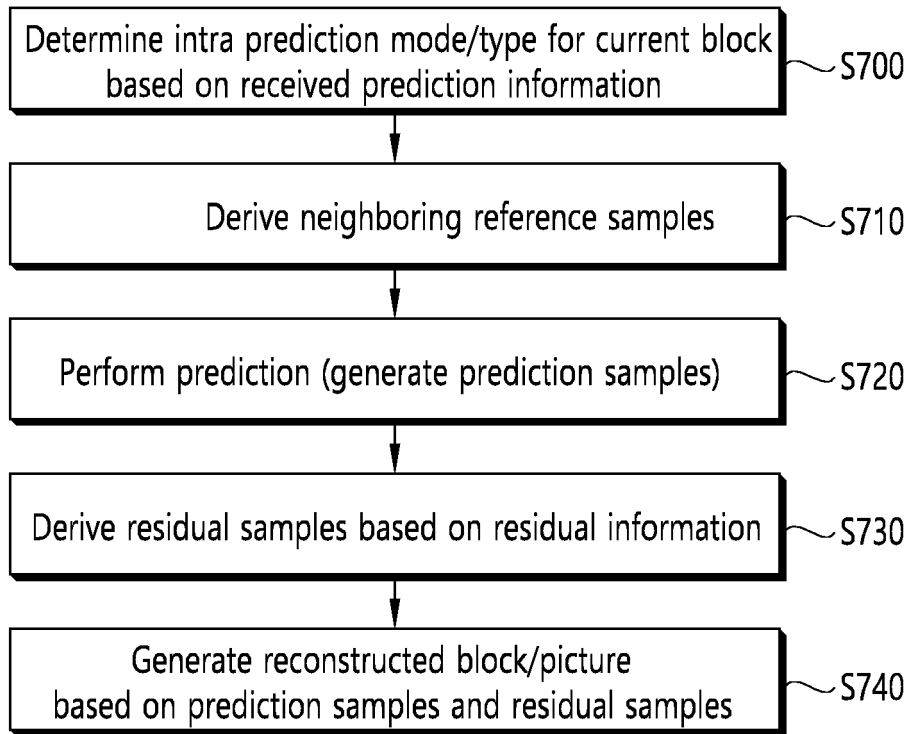 Determine intra prediction mode/type for current block
based on received prediction information
S700
Derive neighboring reference samples
S710
Perform prediction (generate prediction samples)
S720
Derive residual samples based on residual information
S730
Generate reconstructed block/picture
based on prediction samples and residual samples
S740